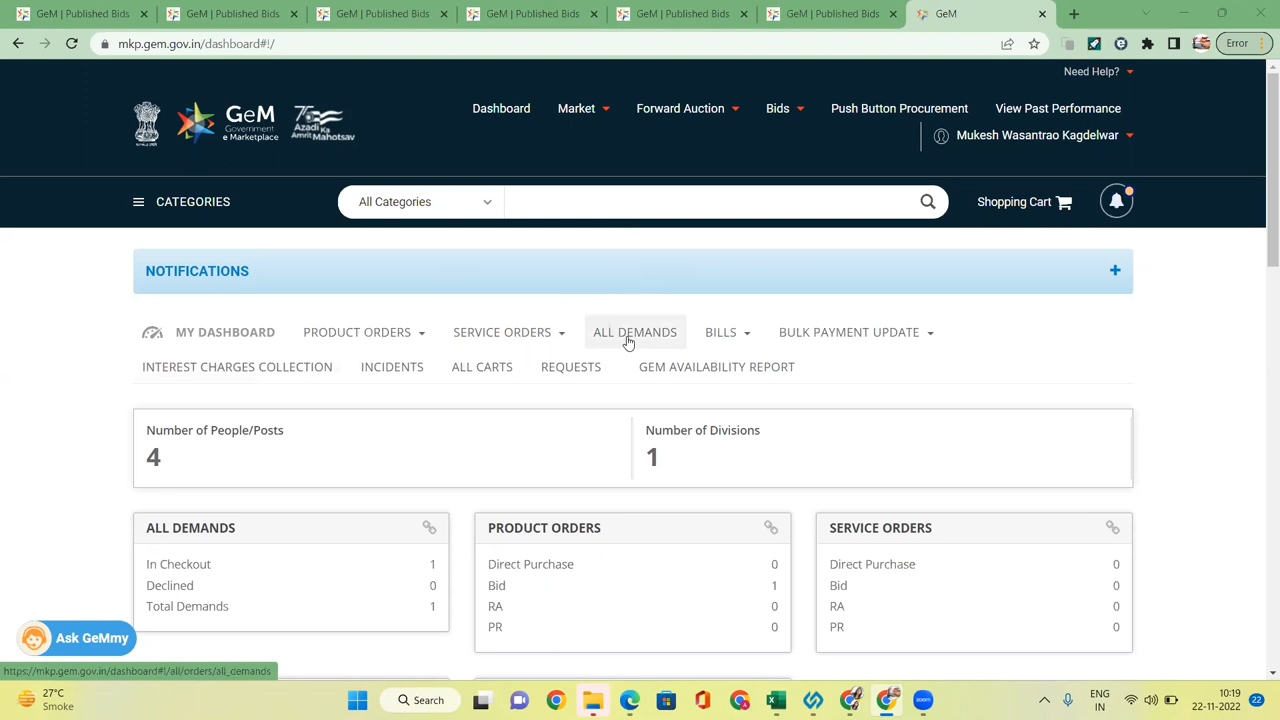 GeM | Published Bids
GeM | Published Bids
GeM | Published Bids
GeM | Published Bids
GeM | Published Bids
GeM | Published Bids
GeM
mkp.gem.gov.in/dashboard#!/
Error
Need Help?
GeM
Government
e Marketplace
75
Azadi Ka
Amrit Mahotsav
Dashboard
Market
Forward Auction
Bids
Push Button Procurement
View Past Performance
Mukesh Wasantrao Kagdelwar
CATEGORIES
All Categories
Shopping Cart
NOTIFICATIONS
MY DASHBOARD
PRODUCT ORDERS
SERVICE ORDERS
ALL DEMANDS
BILLS
BULK PAYMENT UPDATE
INTEREST CHARGES COLLECTION
INCIDENTS
ALL CARTS
REQUESTS
GEM AVAILABILITY REPORT
Number of People/Posts
4
Number of Divisions
1
ALL DEMANDS
In Checkout 1
Declined 0
Total Demands 1
PRODUCT ORDERS
Direct Purchase 0
Bid 1
RA 0
PR 0
SERVICE ORDERS
Direct Purchase 0
Bid 0
RA 0
PR 0
Ask GeMmy
https://mkp.gem.gov.in/dashboard#!/all/orders/all_demands
27°C
Smoke
Search
ENG
IN
10:19
22-11-2022
22